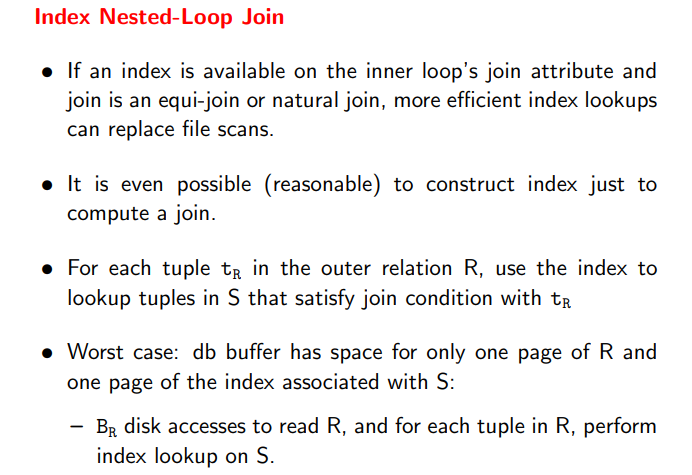 Index Nested-Loop Join
• If an index is available on the inner loop's join attribute and
join is an equi-join or natural join, more efficient index lookups
can replace file scans.
• It is even possible (reasonable) to construct index just to
compute a join.
• For each tuple tR in the outer relation R, use the index to
lookup tuples in S that satisfy join condition with tR
• Worst case: db buffer has space for only one page of R and
one page of the index associated with S:
– BR disk accesses to read R, and for each tuple in R, perform
index lookup on S.